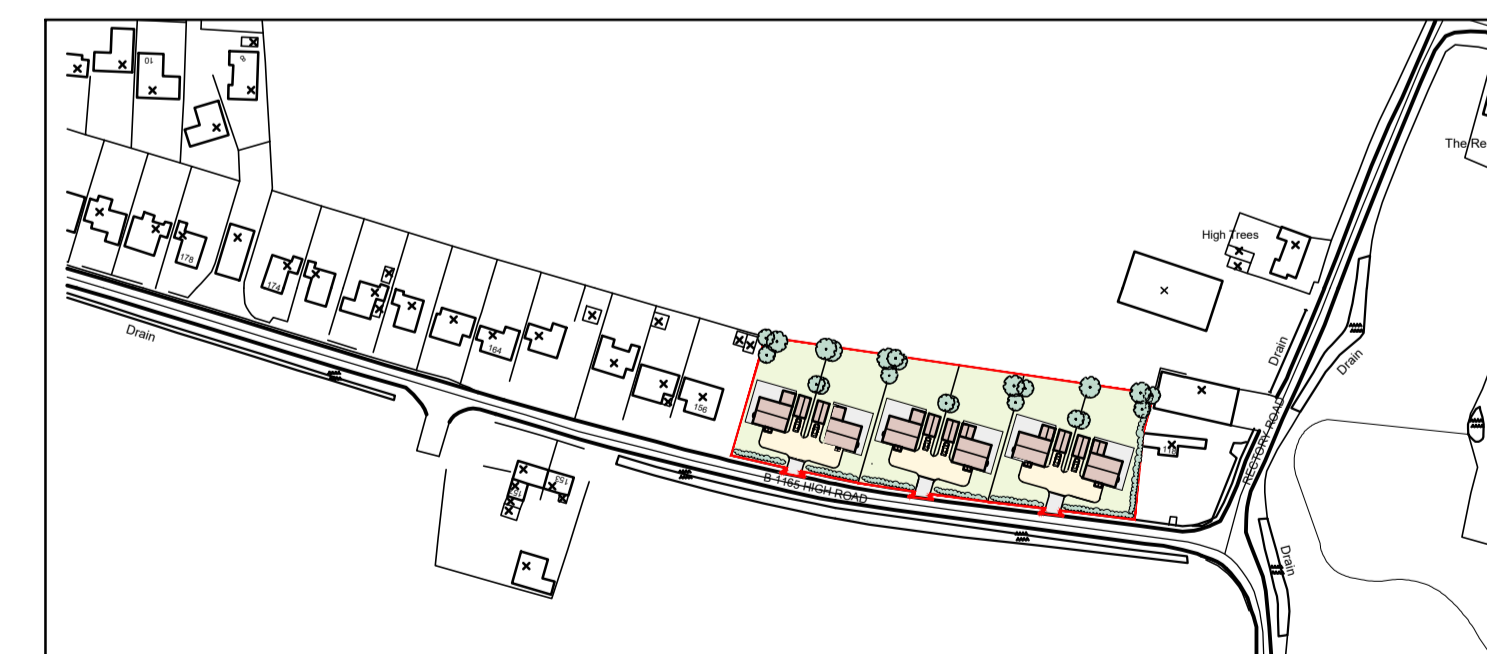 10
8
The Re
178
High Trees
174
Drain
164
Drain
Drain
156
RECTORY ROAD
118
153
B 1165 HIGH ROAD
Drain